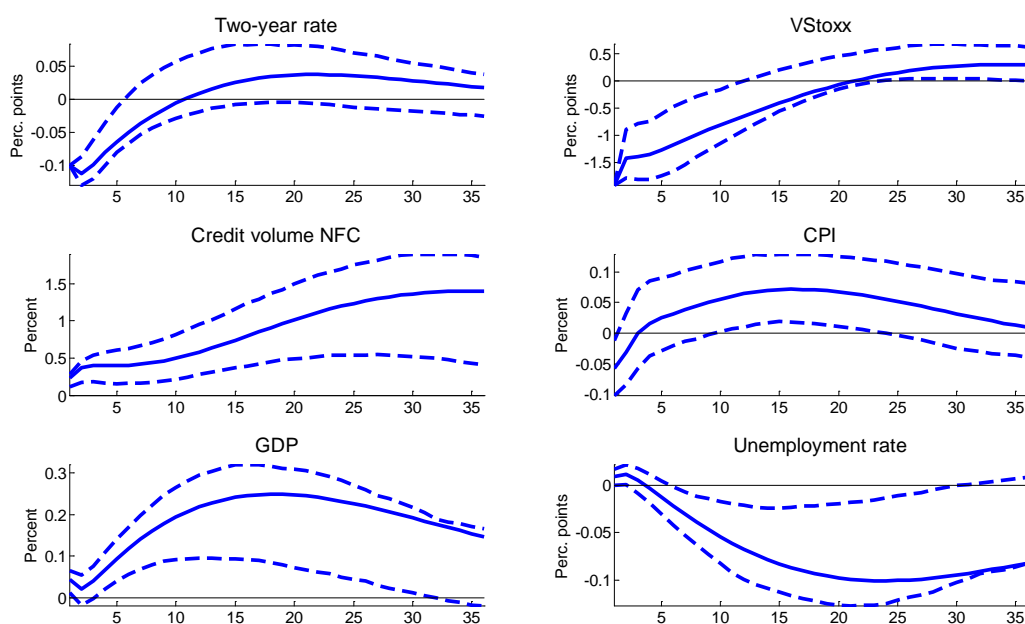 Two-year rate
Perc. points
0.05
0
-0.05
-0.1
5 10 15 20 25 30 35
VStoxx
Perc. points
0.5
0
-0.5
-1
-1.5
5 10 15 20 25 30 35
Credit volume NFC
Percent
1.5
1
0.5
0
5 10 15 20 25 30 35
CPI
Percent
0.1
0.05
0
-0.05
-0.1
5 10 15 20 25 30 35
GDP
Percent
0.3
0.2
0.1
0
5 10 15 20 25 30 35
Unemployment rate
Perc. points
0
-0.05
-0.1
5 10 15 20 25 30 35